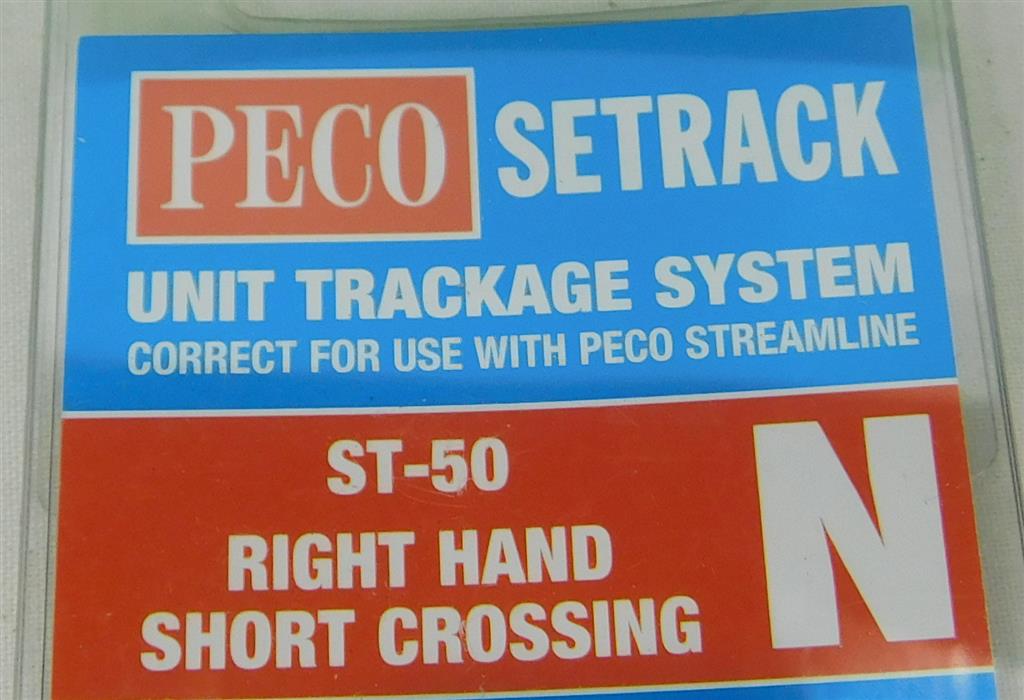 PECO SETRACK
UNIT TRACKAGE SYSTEM
CORRECT FOR USE WITH PECO STREAMLINE
ST-50
N
RIGHT HAND
SHORT CROSSING